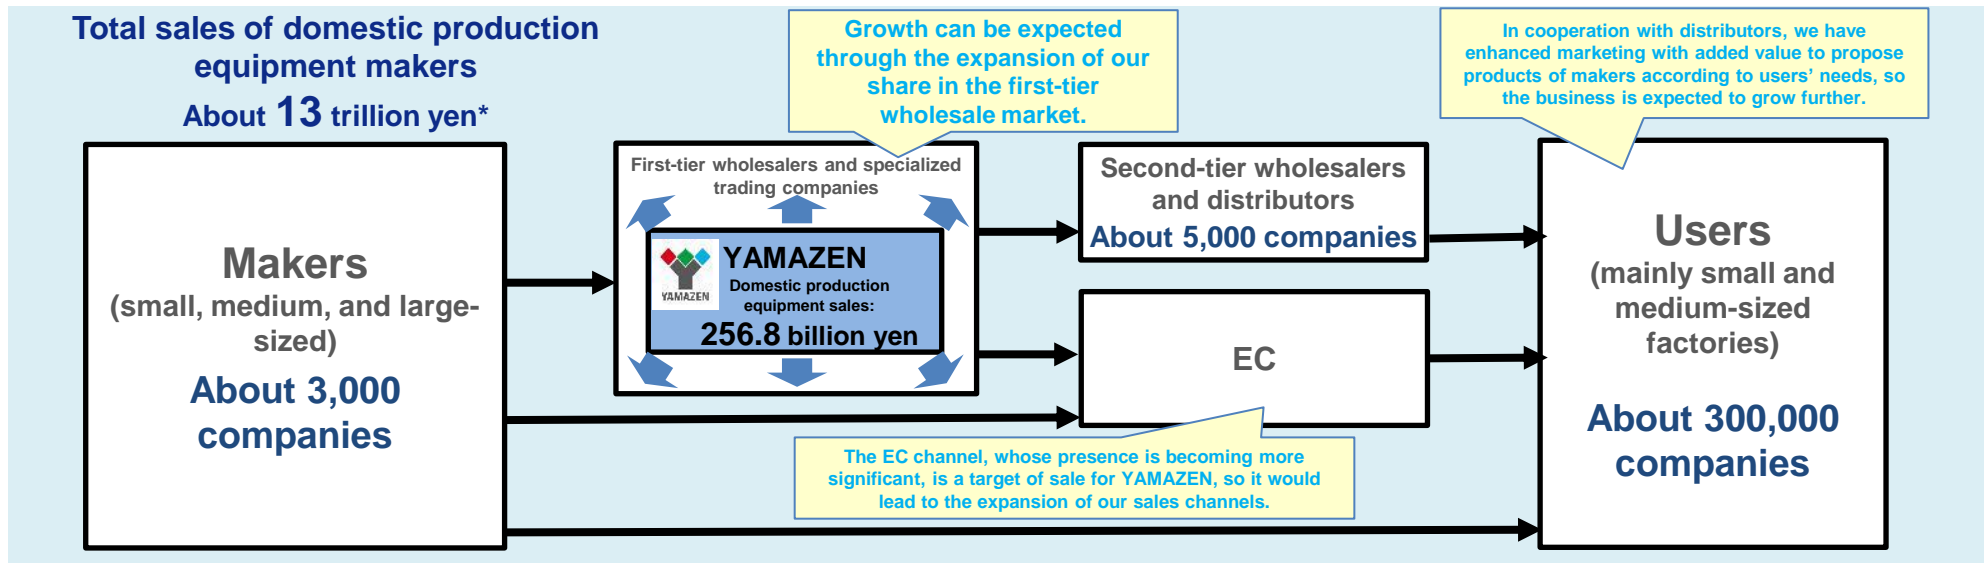 Total sales of domestic production
equipment makers
About 13 trillion yen*
Growth can be expected
through the expansion of our
share in the first-tier
wholesale market.
In cooperation with distributors, we have
enhanced marketing with added value to propose
products of makers according to users' needs, so
the business is expected to grow further.
Makers
(small, medium, and large-
sized)
About 3,000
companies
First-tier wholesalers and specialized
trading companies
YAMAZEN
YAMAZEN
Domestic production
equipment sales:
256.8 billion yen
Second-tier wholesalers
and distributors
About 5,000 companies
EC
The EC channel, whose presence is becoming more
significant, is a target of sale for YAMAZEN, so it would
lead to the expansion of our sales channels.
Users
(mainly small and
medium-sized
factories)
About 300,000
companies